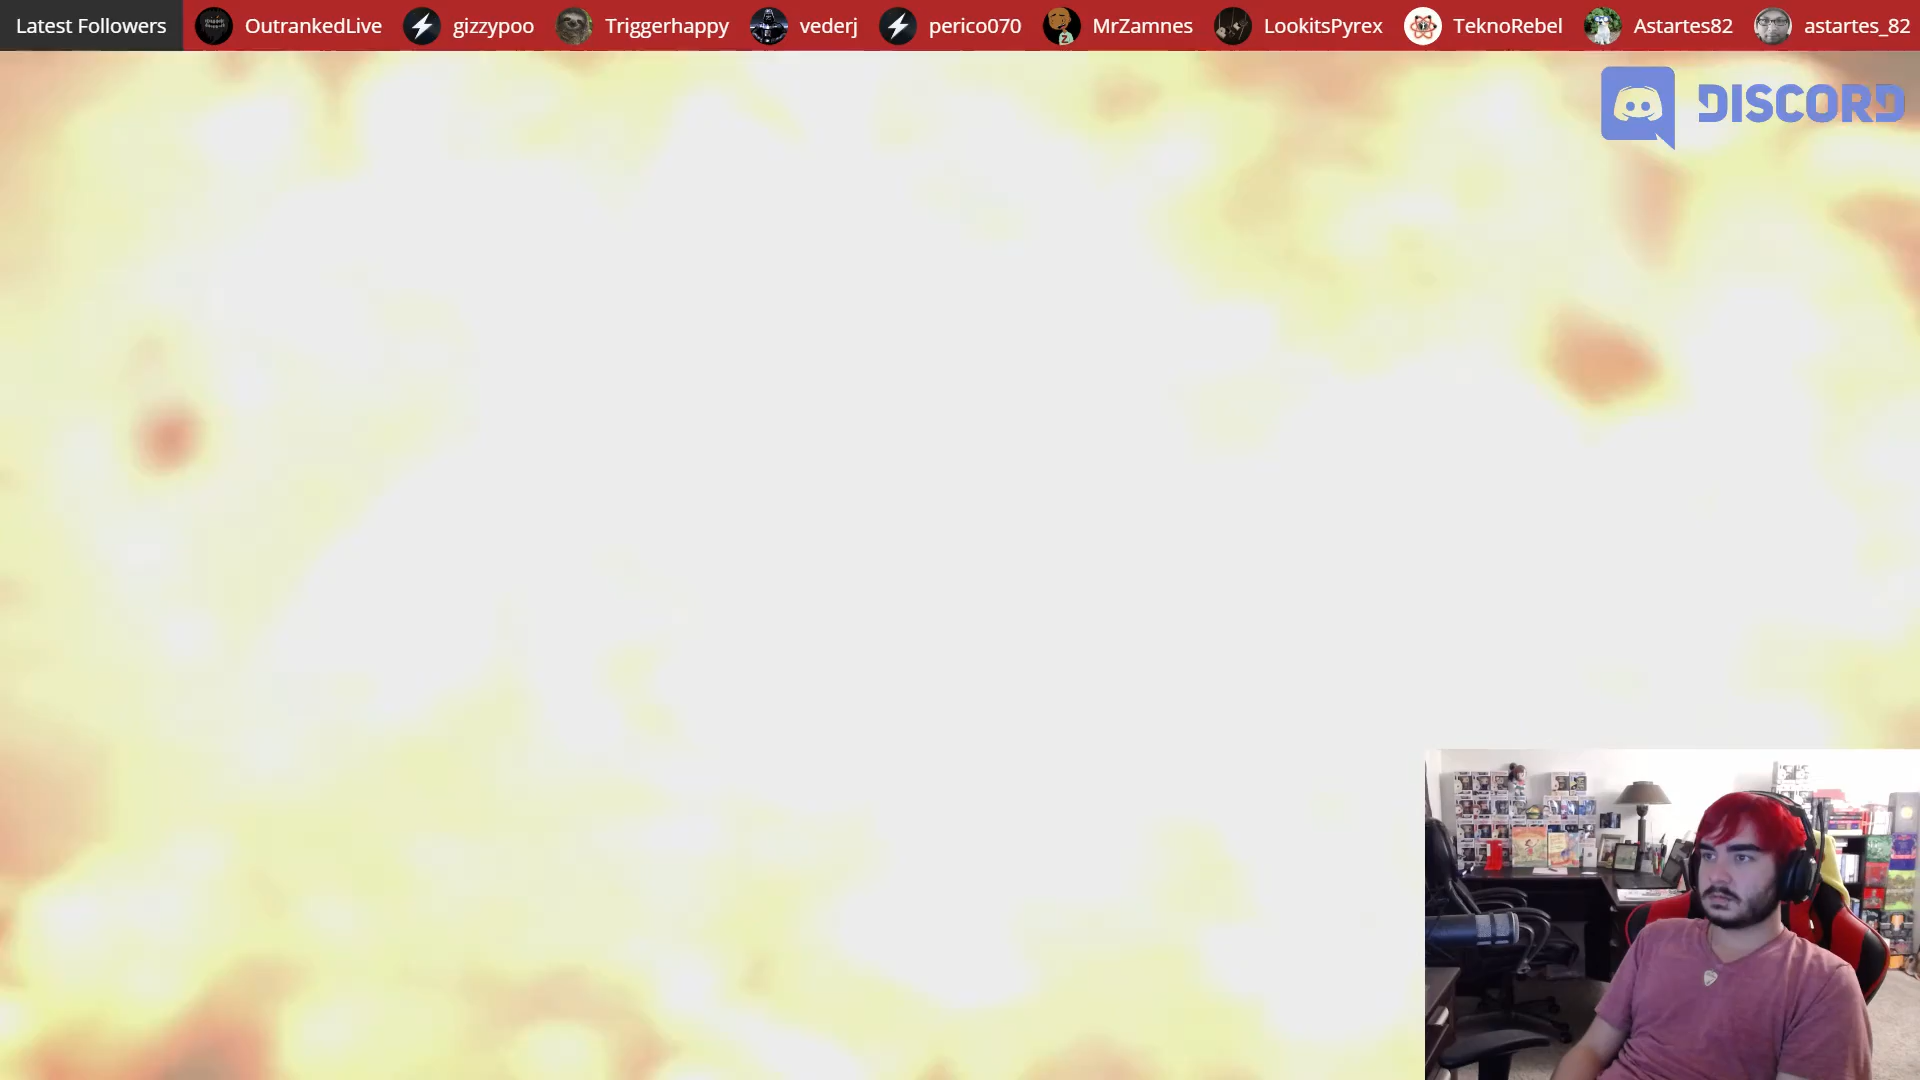 Latest Followers OutrankedLive gizzypoo Triggerhappy vederj perico070 MrZamnes LookitsPyrex TeknoRebel Astartes82 astartes_82
DISCORD